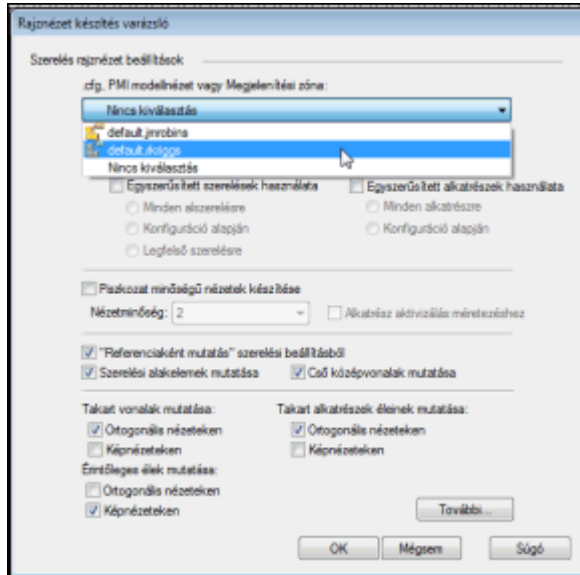 Rajznézet készítés varázsló
Szerelés rajznézet beállítások
.cfg, PMI modellnézet vagy Megjelenítési zóna:
Nincs kiválasztás
default.jmrobins
default.rkriggs
Nincs kiválasztás
Egyszerűsített szerelések használata Egyszerűsített alkatrészek használata
Minden alszerelésre Minden alkatrészre
Konfiguráció alapján Konfiguráció alapján
Legfelső szerelésre
Piszkozat minőségű nézetek készítése
Nézetminőség: 2 Alkatrész aktivizálás méretezéshez
"Referenciaként mutatás" szerelési beállításból
Szerelési alakelemek mutatása Cső középvonalak mutatása
Takart vonalak mutatása: Takart alkatrészek éleinek mutatása:
Ortogonális nézeteken Ortogonális nézeteken
Képnézeteken Képnézeteken
Érintőleges élek mutatása:
Ortogonális nézeteken
Képnézeteken
További...
OK Mégsem Súgó